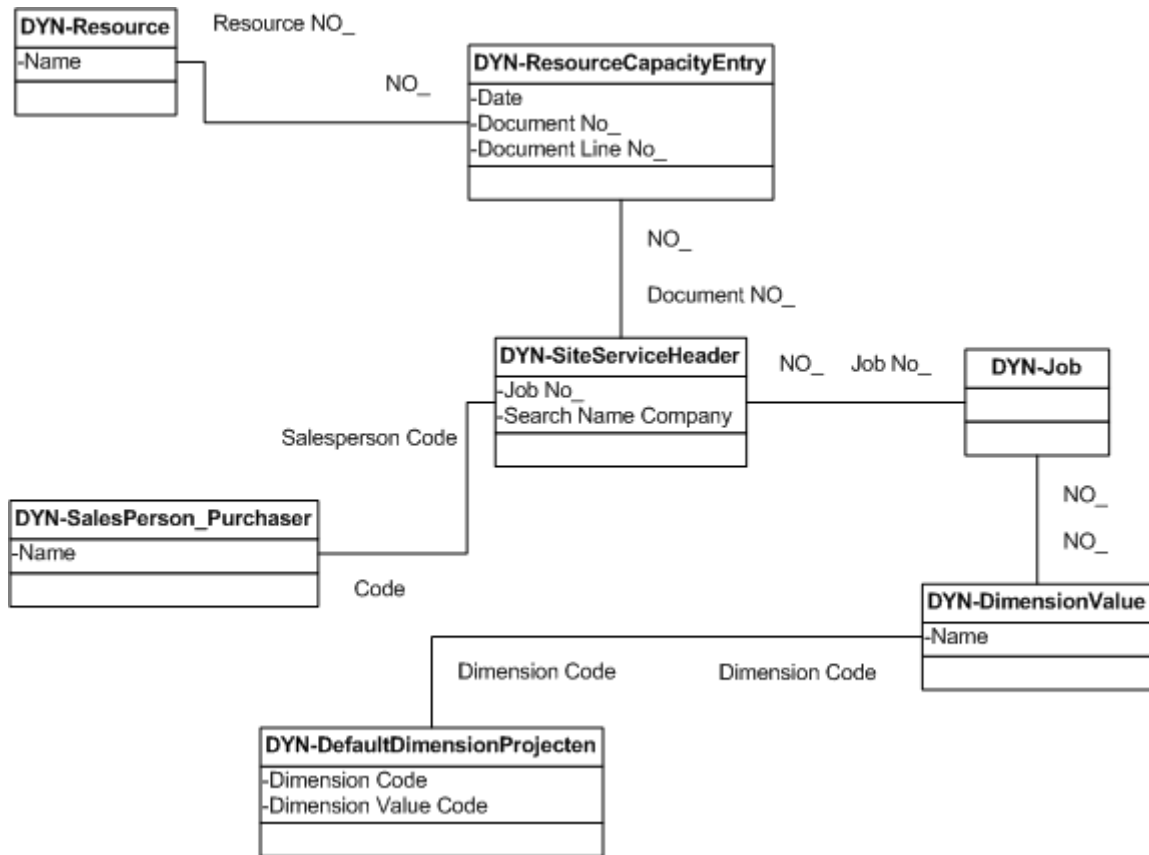 DYN-Resource
-Name
Resource NO_
NO_
DYN-ResourceCapacityEntry
-Date
-Document No_
-Document Line No_
NO_
Document NO_
DYN-SiteServiceHeader
-Job No_
-Search Name Company
NO_ Job No_
DYN-Job
Salesperson Code
DYN-SalesPerson_Purchaser
-Name
Code
NO_
NO_
DYN-DimensionValue
-Name
Dimension Code
Dimension Code
DYN-DefaultDimensionProjecten
-Dimension Code
-Dimension Value Code